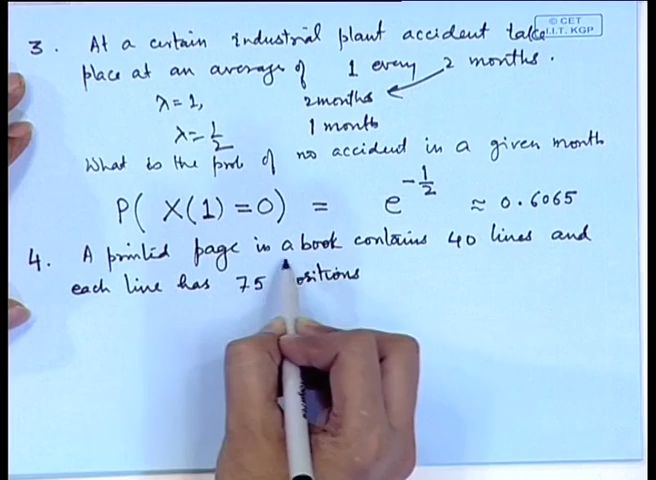 © CET
I.I.T. KGP
3. At a certain industrial plant accident take
place at an average of 1 every 2 months.
λ = 1, 2 months
λ = 1/2 1 month
What is the prob of no accident in a given month
P( X(1) = 0) = e^{-1/2} ≈ 0.6065
4. A printed page in a book contains 40 lines and
each line has 75 ositions